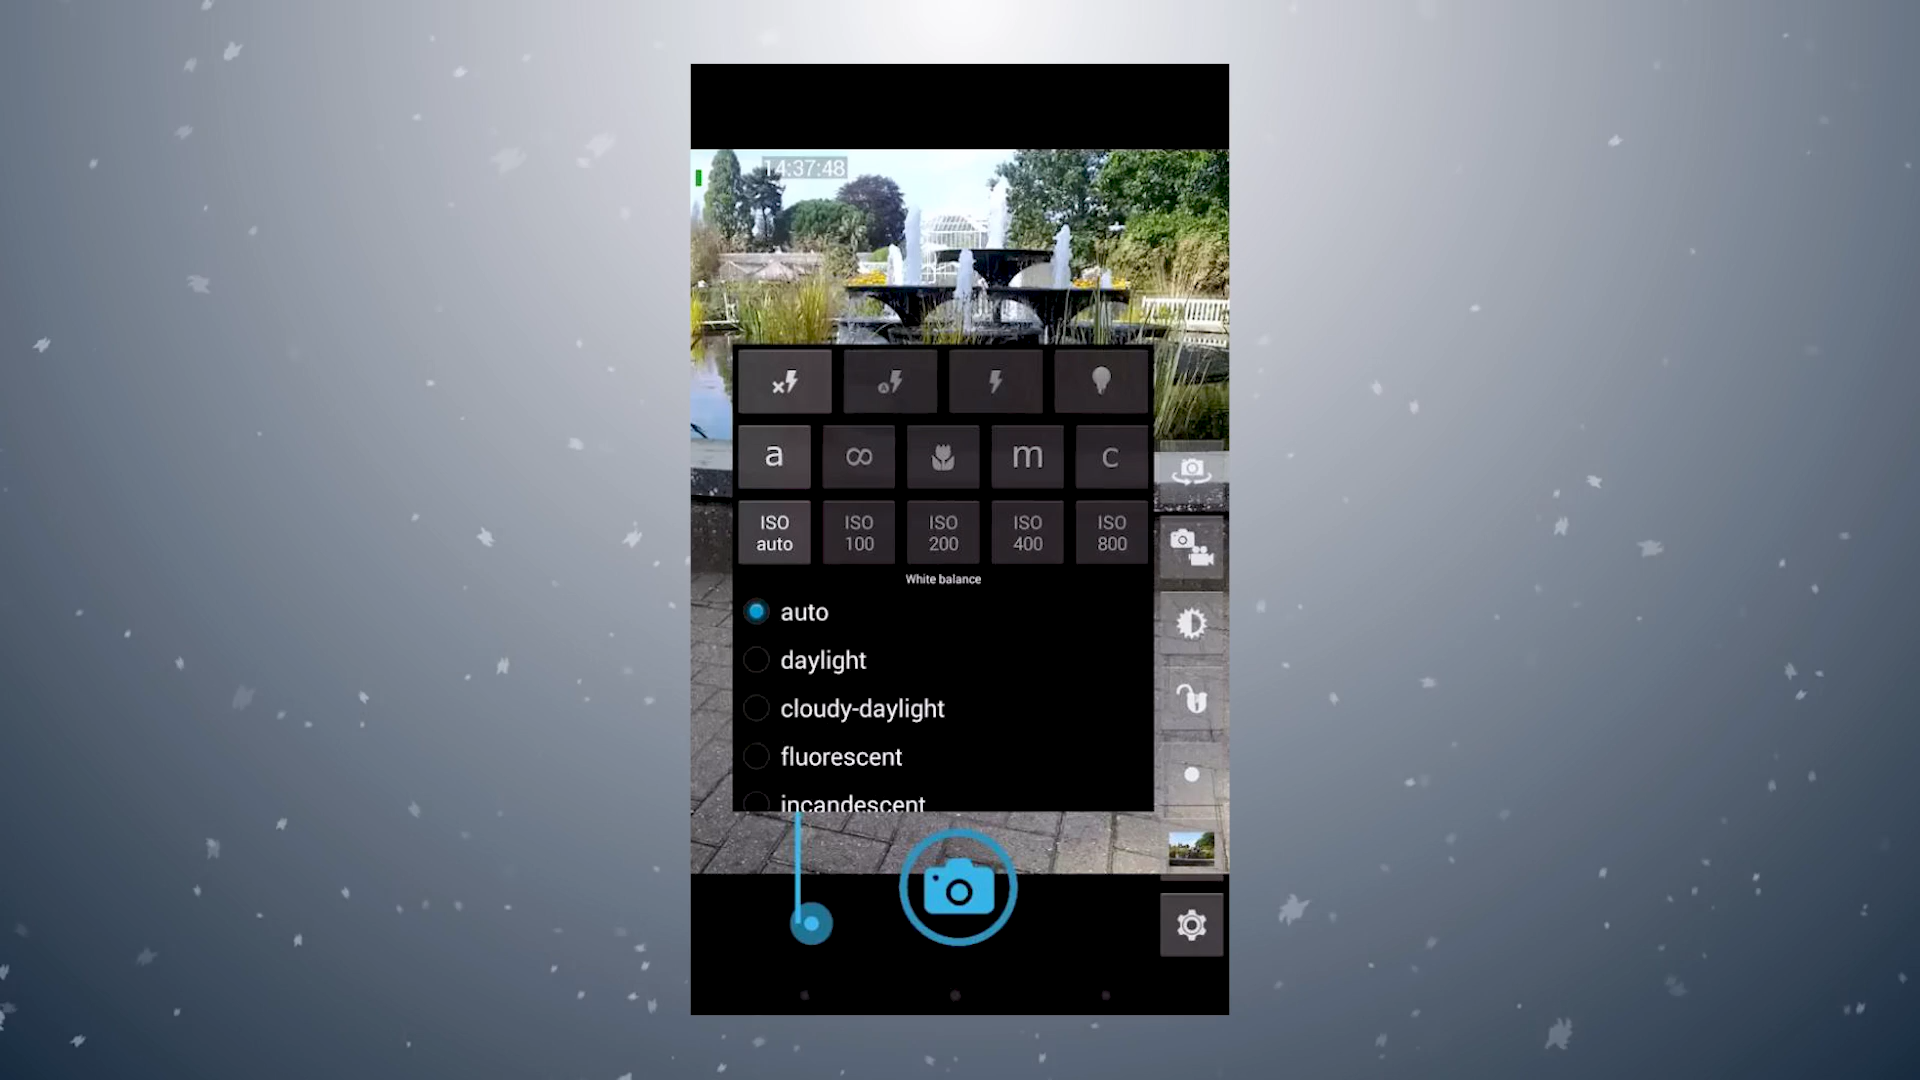 14:37:48
a ∞ m c
ISO auto
ISO 100
ISO 200
ISO 400
ISO 800
White balance
auto
daylight
cloudy-daylight
fluorescent
incandescent